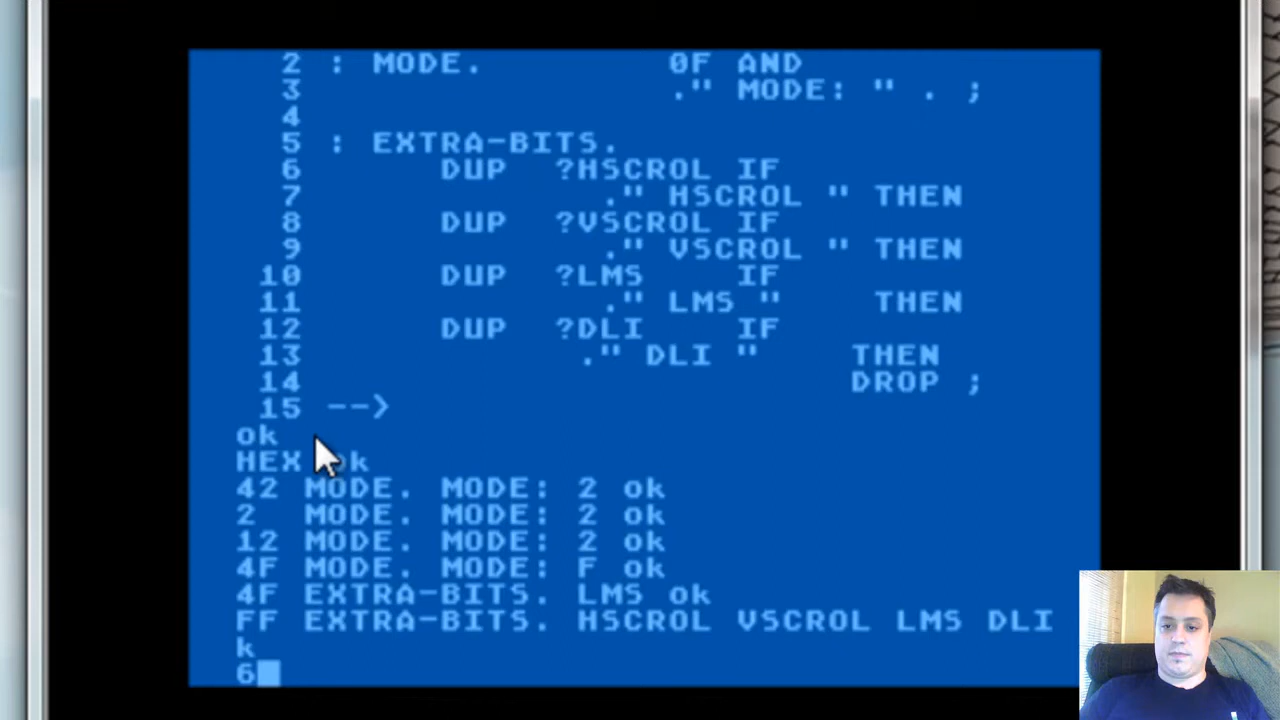 2 : MODE. 0F AND
3 ." MODE: " . ;
4
5 : EXTRA-BITS.
6 DUP ?HSCROL IF
7 ." HSCROL " THEN
8 DUP ?VSCROL IF
9 ." VSCROL " THEN
10 DUP ?LMS IF
11 ." LMS " THEN
12 DUP ?DLI IF
13 ." DLI " THEN
14 DROP ;
15 -->
ok
HEX ok
42 MODE. MODE: 2 ok
2 MODE. MODE: 2 ok
12 MODE. MODE: 2 ok
4F MODE. MODE: F ok
4F EXTRA-BITS. LMS ok
FF EXTRA-BITS. HSCROL VSCROL LMS DLI
k
6